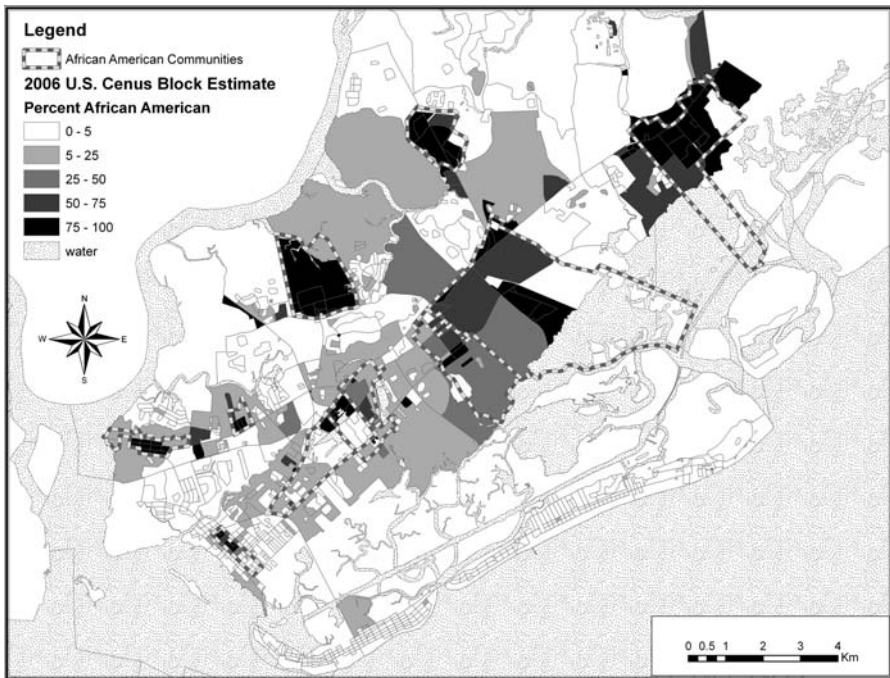 Legend
African American Communities
2006 U.S. Cenus Block Estimate
Percent African American
0 - 5
5 - 25
25 - 50
50 - 75
75 - 100
water
N
W E
S
0 0.5 1 2 3 4
Km